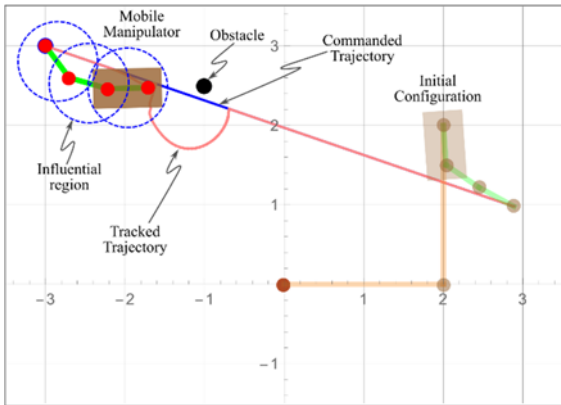 Mobile
Manipulator
Obstacle
Commanded
Trajectory
Initial
Configuration
Influential
region
Tracked
Trajectory
3
2
1
−1
−3
−2
−1
1
2
3